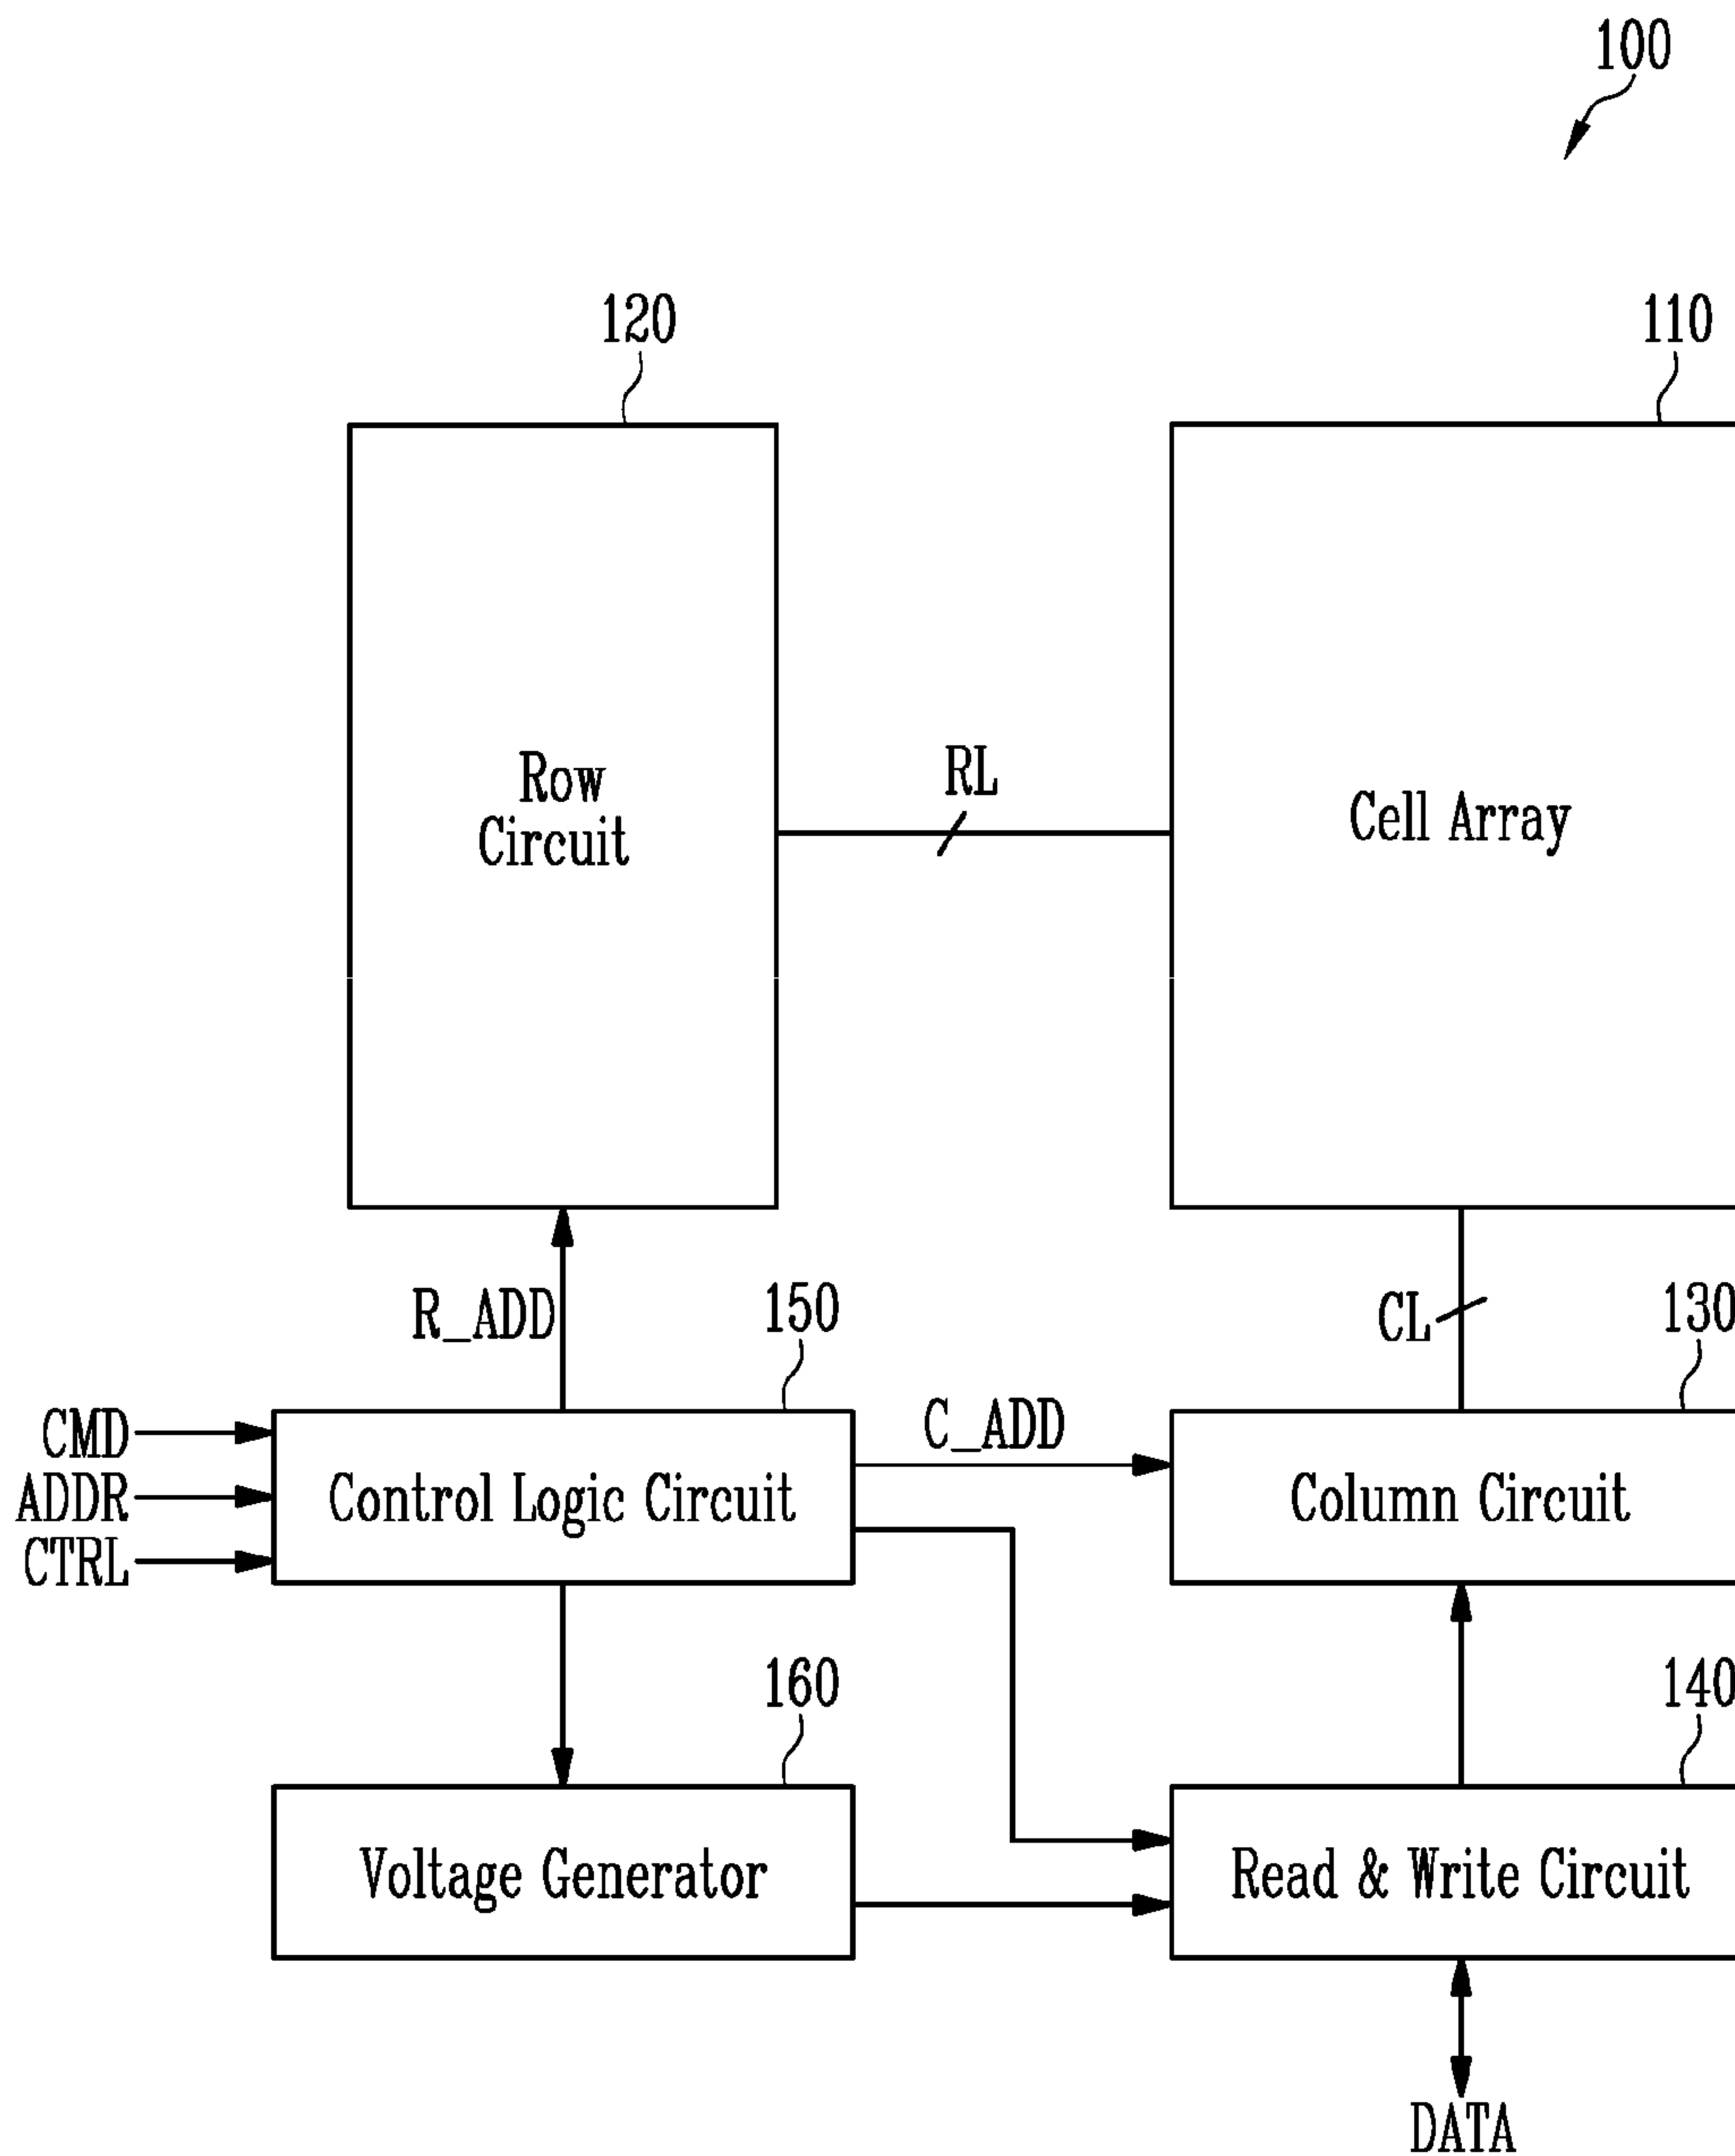 100
120
110
Row
Circuit
RL
Cell Array
R_ADD
150
CL
130
CMD
ADDR
CTRL
C_ADD
Control Logic Circuit
Column Circuit
160
140
Voltage Generator
Read & Write Circuit
DATA